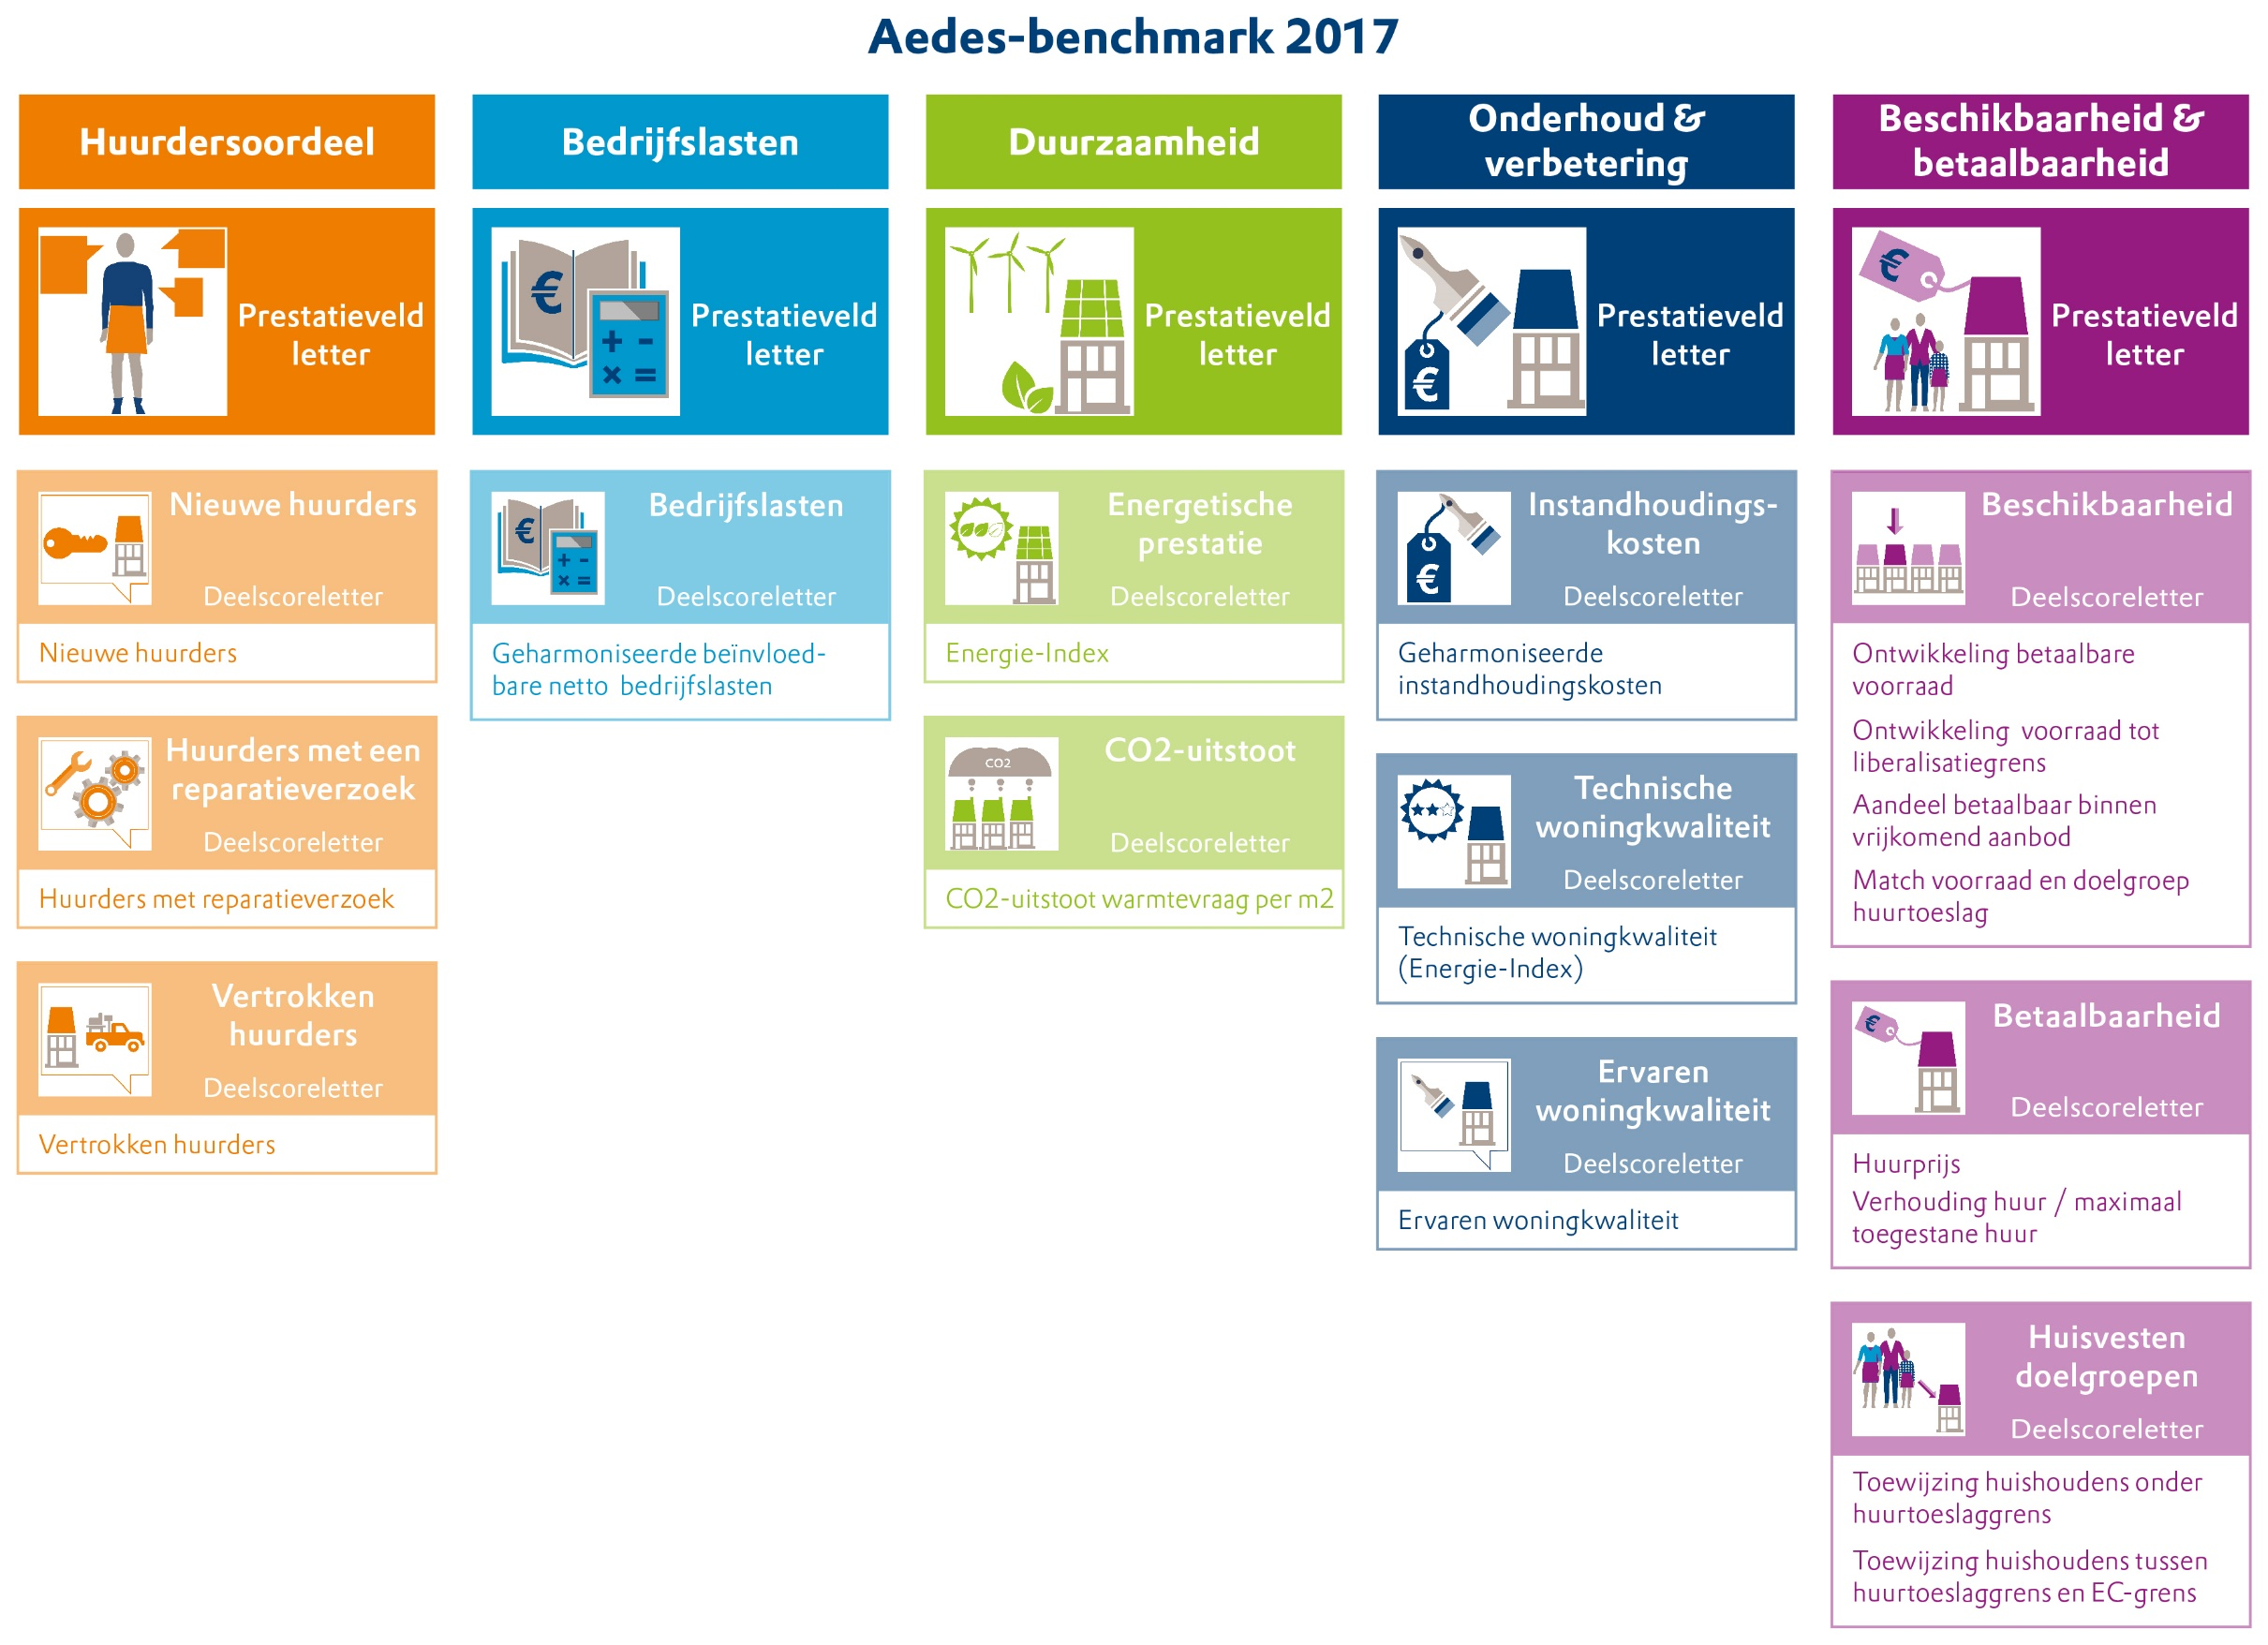 Aedes-benchmark 2017
Huurdersoordeel
Prestatieveld
letter
Nieuwe huurders
Deelscoreletter
Nieuwe huurders
Huurders met een
reparatieverzoek
Deelscoreletter
Huurders met reparatieverzoek
Vertrokken
huurders
Deelscoreletter
Vertrokken huurders
Bedrijfslasten
€
+ -
× =
Prestatieveld
letter
€
+ -
× =
Bedrijfslasten
Deelscoreletter
Geharmoniseerde beïnvloed-
bare netto bedrijfslasten
Duurzaamheid
Prestatieveld
letter
Energetische
prestatie
Deelscoreletter
Energie-Index
CO2
CO2-uitstoot
Deelscoreletter
CO2-uitstoot warmtevraag per m2
Onderhoud &
verbetering
€
Prestatieveld
letter
€
Instandhoudings-
kosten
Deelscoreletter
Geharmoniseerde
instandhoudingskosten
Technische
woningkwaliteit
Deelscoreletter
Technische woningkwaliteit
(Energie-Index)
Ervaren
woningkwaliteit
Deelscoreletter
Ervaren woningkwaliteit
Beschikbaarheid &
betaalbaarheid
€
Prestatieveld
letter
Beschikbaarheid
Deelscoreletter
Ontwikkeling betaalbare
voorraad
Ontwikkeling voorraad tot
liberalisatiegrens
Aandeel betaalbaar binnen
vrijkomend aanbod
Match voorraad en doelgroep
huurtoeslag
€
Betaalbaarheid
Deelscoreletter
Huurprijs
Verhouding huur / maximaal
toegestane huur
Huisvesten
doelgroepen
Deelscoreletter
Toewijzing huishoudens onder
huurtoeslaggrens
Toewijzing huishoudens tussen
huurtoeslaggrens en EC-grens